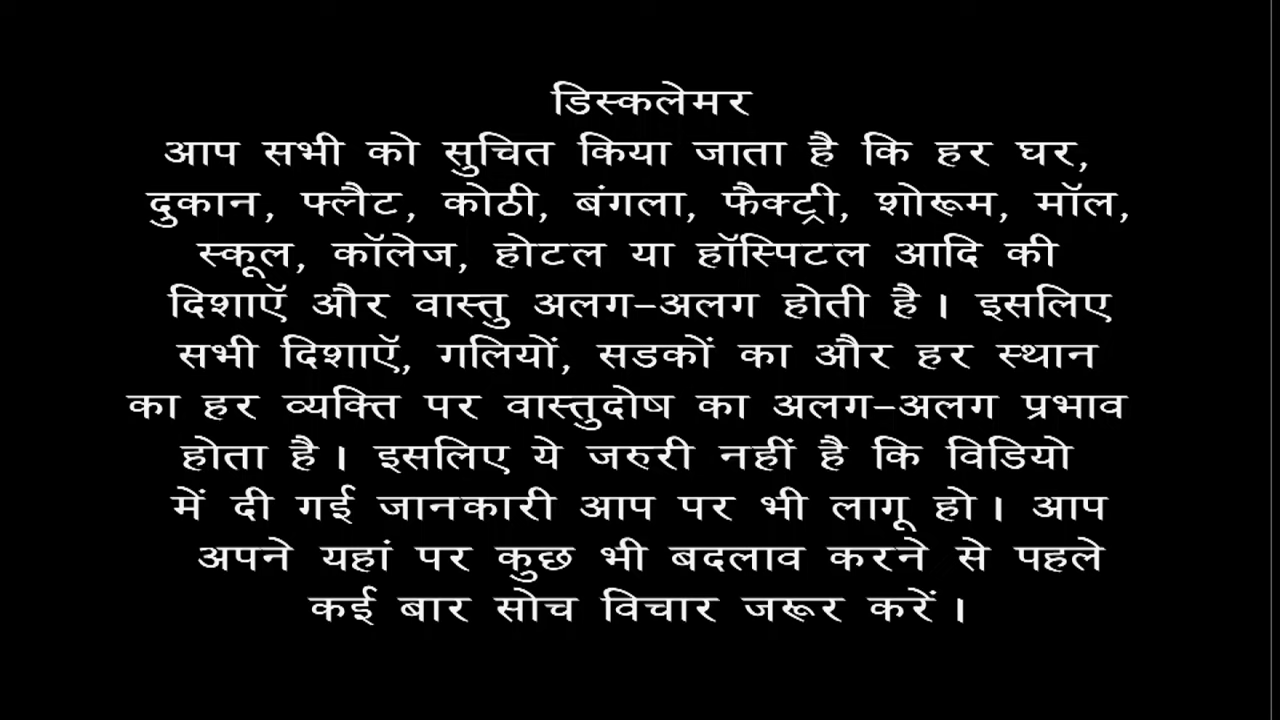 डिस्कलेमर
आप सभी को सुचित किया जाता है कि हर घर,
दुकान, फ्लैट, कोठी, बंगला, फैक्ट्री, शोरूम, मॉल,
स्कूल, कॉलेज, होटल या हॉस्पिटल आदि की
दिशाऍ और वास्तु अलग-अलग होती है। इसलिए
सभी दिशाऍ, गलियों, सडकों का और हर स्थान
का हर व्यक्ति पर वास्तुदोष का अलग-अलग प्रभाव
होता है। इसलिए ये जरुरी नहीं है कि विडियो
में दी गई जानकारी आप पर भी लागू हो। आप
अपने यहां पर कुछ भी बदलाव करने से पहले
कई बार सोच विचार जरूर करें।